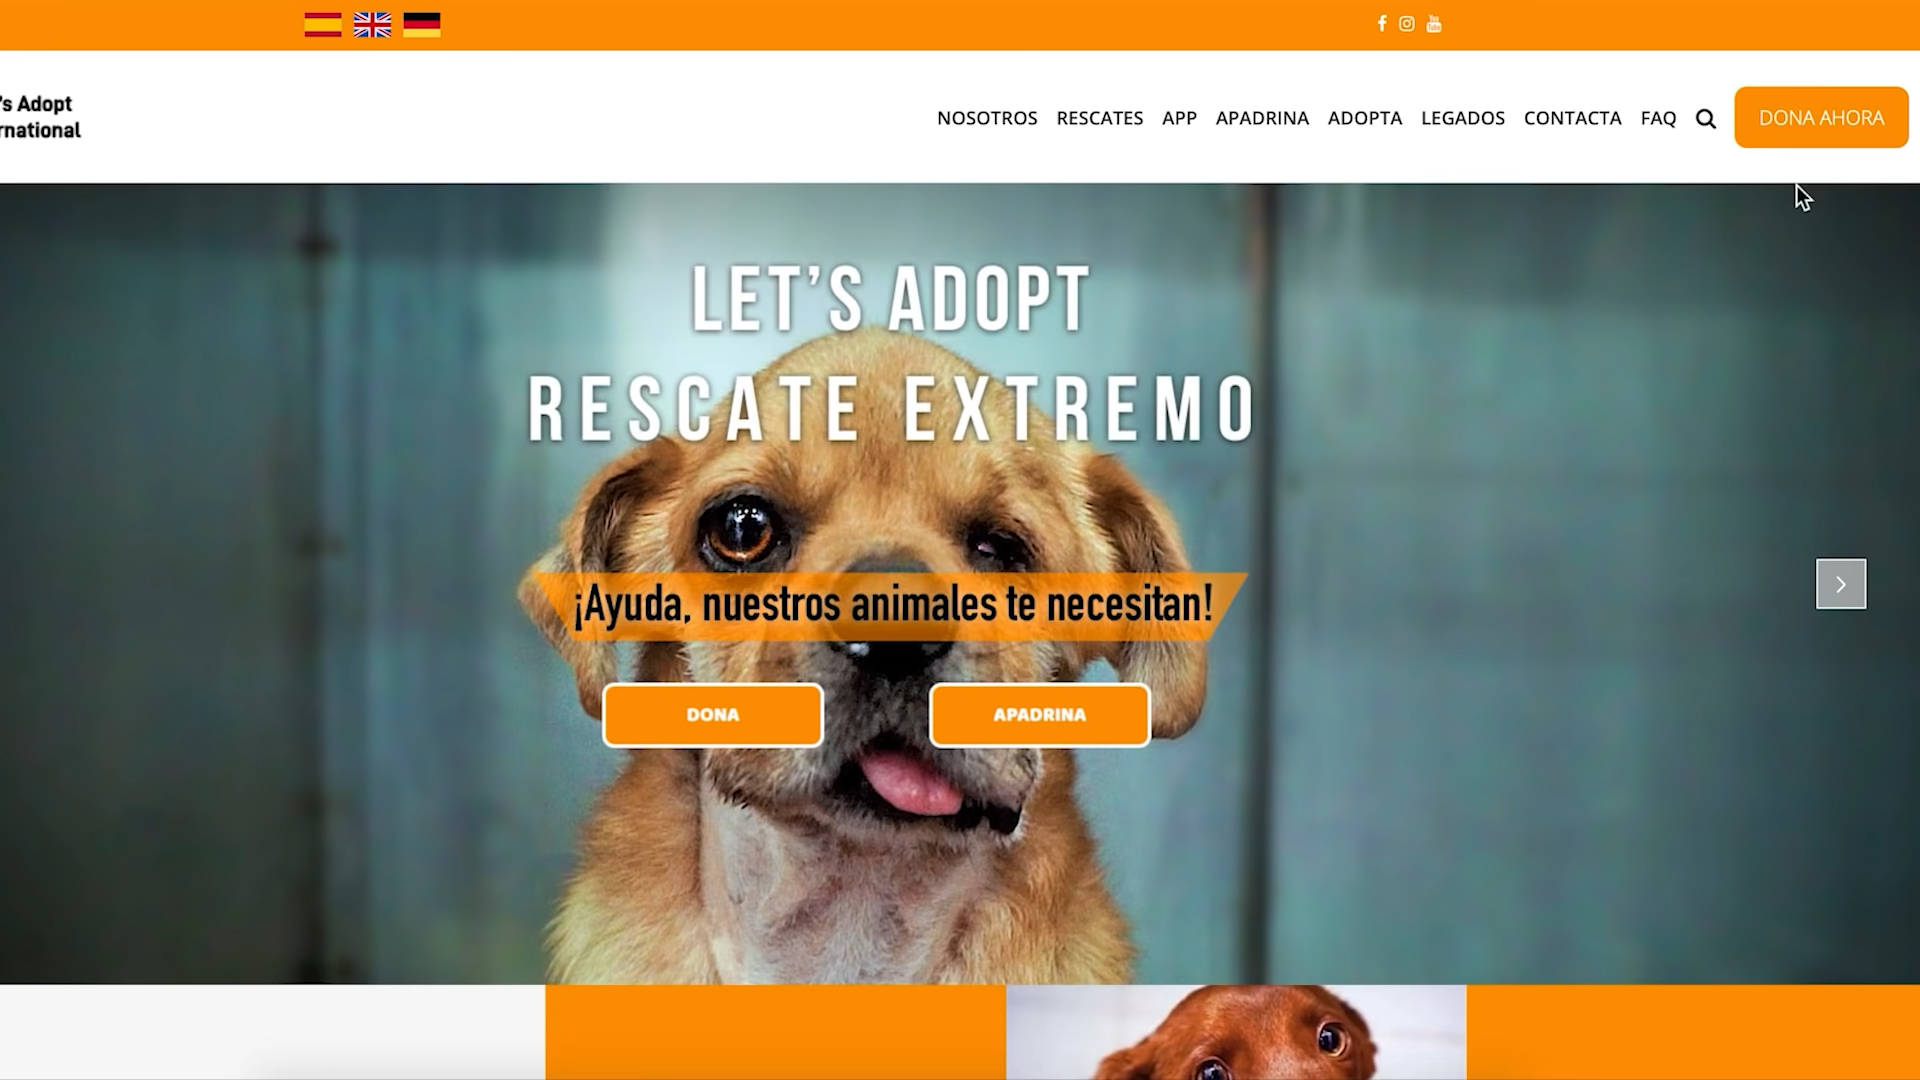 's Adopt
rnational
NOSOTROS RESCATES APP APADRINA ADOPTA LEGADOS CONTACTA FAQ DONA AHORA
LET'S ADOPT
RESCATE EXTREMO
¡Ayuda, nuestros animales te necesitan!
DONA APADRINA